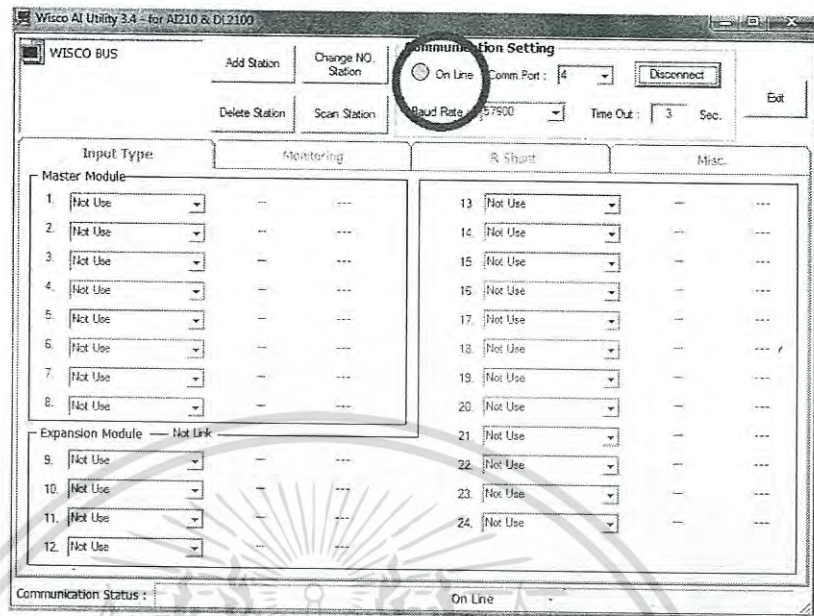 Wisco AI Utility 3.4 - for AI210 & DL2100
WISCO BUS
Add Station
Change NO. Station
Delete Station
Scan Station
Communication Setting
On Line
Comm.Port :
4
Disconnect
Baud Rate
57600
Time Out :
3
Sec.
Exit
Input Type
Monitoring
R Shunt
Misc.
Master Module
1. Not Use --- ---
2. Not Use --- ---
3. Not Use --- ---
4. Not Use --- ---
5. Not Use --- ---
6. Not Use --- ---
7. Not Use --- ---
8. Not Use --- ---
Expansion Module
Not Link
9. Not Use --- ---
10. Not Use --- ---
11. Not Use --- ---
12. Not Use --- ---
13 Not Use --- ---
14. Not Use --- ---
15 Not Use --- ---
16 Not Use --- ---
17. Not Use --- ---
18. Not Use --- ---
19. Not Use --- ---
20. Not Use --- ---
21 Not Use --- ---
22 Not Use --- ---
23 Not Use --- ---
24. Not Use --- ---
Communication Status :
On Line